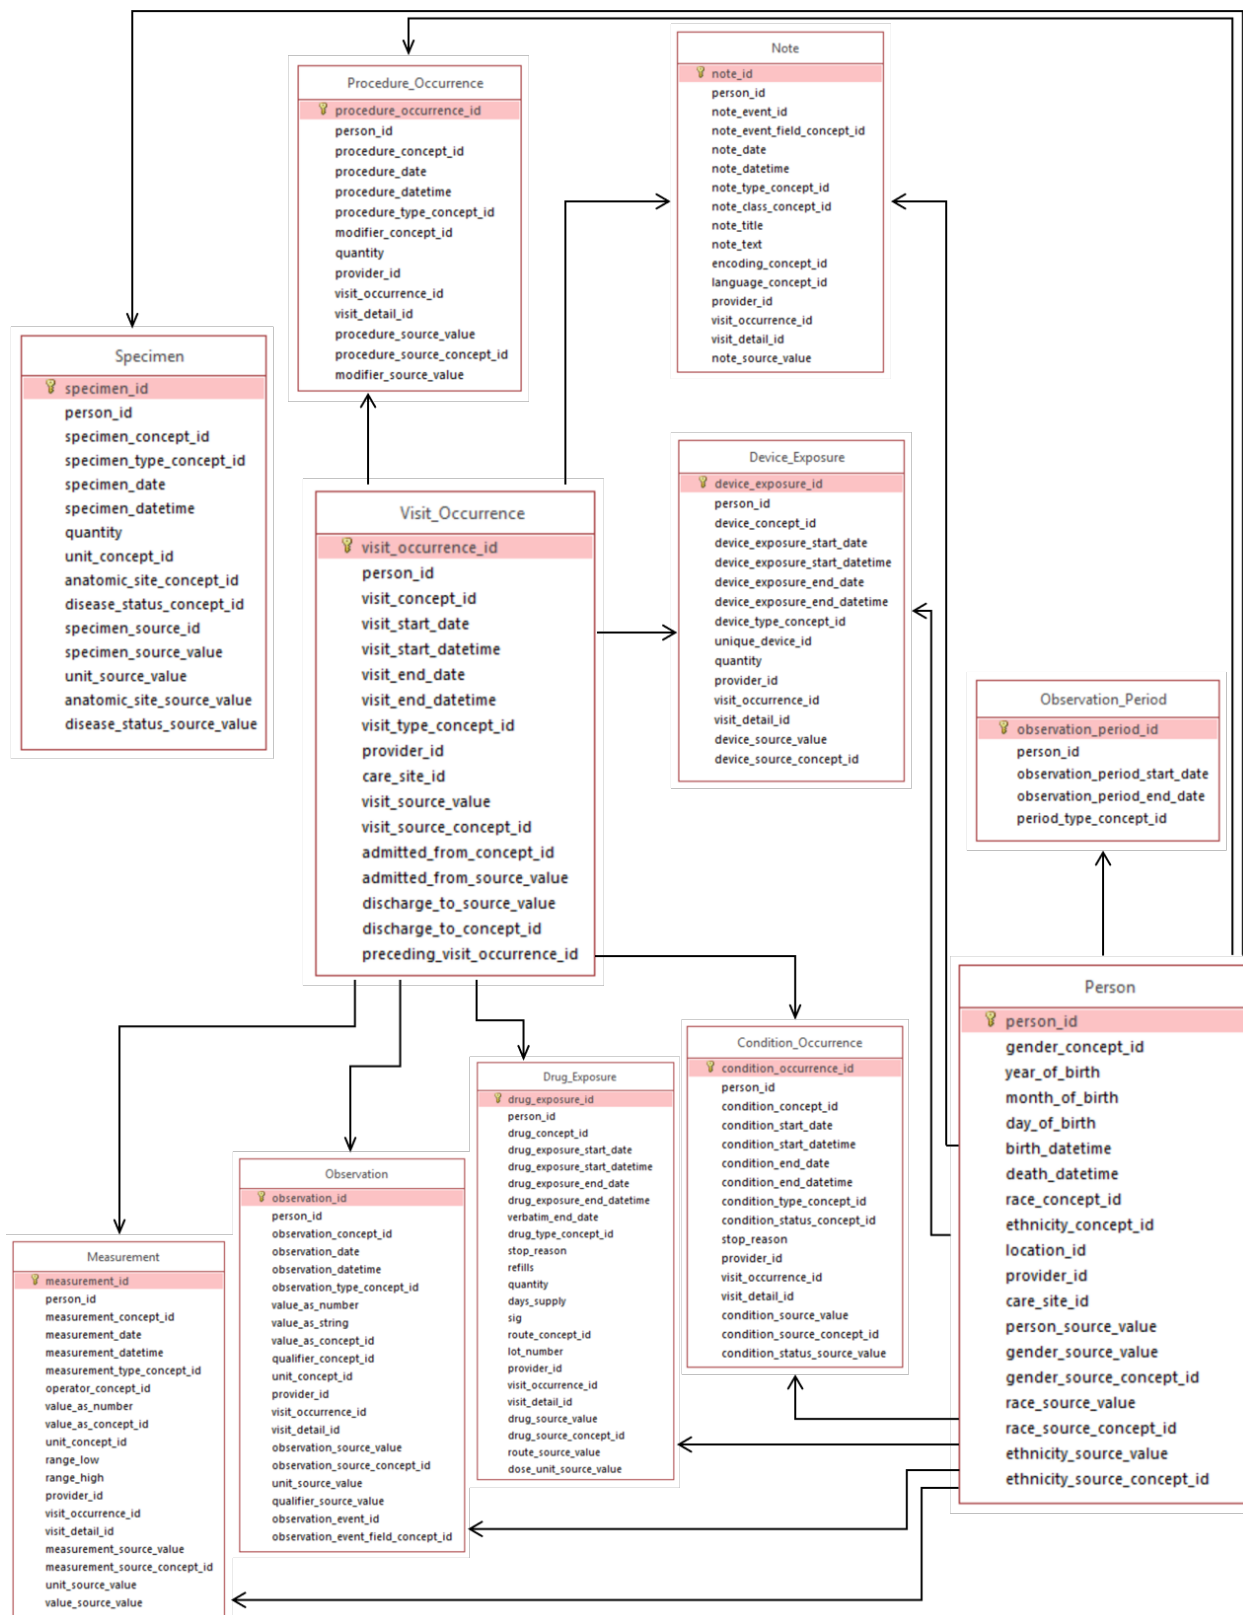 Procedure_Occurrence
procedure_occurrence_id
person_id
procedure_concept_id
procedure_date
procedure_datetime
procedure_type_concept_id
modifier_concept_id
quantity
provider_id
visit_occurrence_id
visit_detail_id
procedure_source_value
procedure_source_concept_id
modifier_source_value
Note
note_id
person_id
note_event_id
note_event_field_concept_id
note_date
note_datetime
note_type_concept_id
note_class_concept_id
note_title
note_text
encoding_concept_id
language_concept_id
provider_id
visit_occurrence_id
visit_detail_id
note_source_value
Specimen
specimen_id
person_id
specimen_concept_id
specimen_type_concept_id
specimen_date
specimen_datetime
quantity
unit_concept_id
anatomic_site_concept_id
disease_status_concept_id
specimen_source_id
specimen_source_value
unit_source_value
anatomic_site_source_value
disease_status_source_value
Visit_Occurrence
visit_occurrence_id
person_id
visit_concept_id
visit_start_date
visit_start_datetime
visit_end_date
visit_end_datetime
visit_type_concept_id
provider_id
care_site_id
visit_source_value
visit_source_concept_id
admitted_from_concept_id
admitted_from_source_value
discharge_to_source_value
discharge_to_concept_id
preceding_visit_occurrence_id
Device_Exposure
device_exposure_id
person_id
device_concept_id
device_exposure_start_date
device_exposure_start_datetime
device_exposure_end_date
device_exposure_end_datetime
device_type_concept_id
unique_device_id
quantity
provider_id
visit_occurrence_id
visit_detail_id
device_source_value
device_source_concept_id
Observation_Period
observation_period_id
person_id
observation_period_start_date
observation_period_end_date
period_type_concept_id
Person
person_id
gender_concept_id
year_of_birth
month_of_birth
day_of_birth
birth_datetime
death_datetime
race_concept_id
ethnicity_concept_id
location_id
provider_id
care_site_id
person_source_value
gender_source_value
gender_source_concept_id
race_source_value
race_source_concept_id
ethnicity_source_value
ethnicity_source_concept_id
Condition_Occurrence
condition_occurrence_id
person_id
condition_concept_id
condition_start_date
condition_start_datetime
condition_end_date
condition_end_datetime
condition_type_concept_id
condition_status_concept_id
stop_reason
provider_id
visit_occurrence_id
visit_detail_id
condition_source_value
condition_source_concept_id
condition_status_source_value
Drug_Exposure
drug_exposure_id
person_id
drug_concept_id
drug_exposure_start_date
drug_exposure_start_datetime
drug_exposure_end_date
drug_exposure_end_datetime
verbatim_end_date
drug_type_concept_id
stop_reason
refills
quantity
days_supply
sig
route_concept_id
lot_number
provider_id
visit_occurrence_id
visit_detail_id
drug_source_value
drug_source_concept_id
route_source_value
dose_unit_source_value
Observation
observation_id
person_id
observation_concept_id
observation_date
observation_datetime
observation_type_concept_id
value_as_number
value_as_string
value_as_concept_id
qualifier_concept_id
unit_concept_id
provider_id
visit_occurrence_id
visit_detail_id
observation_source_value
observation_source_concept_id
unit_source_value
qualifier_source_value
observation_event_id
observation_event_field_concept_id
Measurement
measurement_id
person_id
measurement_concept_id
measurement_date
measurement_datetime
measurement_type_concept_id
operator_concept_id
value_as_number
value_as_concept_id
unit_concept_id
range_low
range_high
provider_id
visit_occurrence_id
visit_detail_id
measurement_source_value
measurement_source_concept_id
unit_source_value
value_source_value